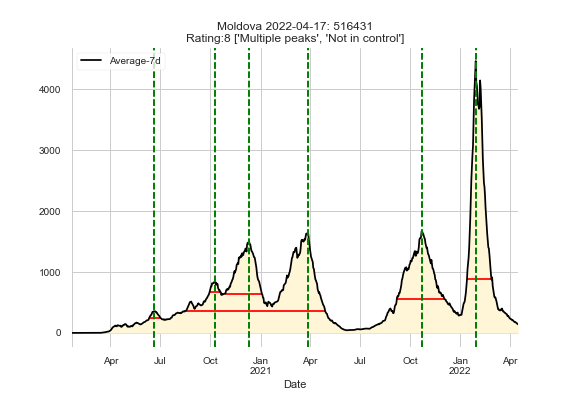 Moldova 2022-04-17: 516431
Rating:8 ['Multiple peaks', 'Not in control']
Average-7d
4000
3000
2000
1000
0
Apr Jul Oct Jan Apr Jul Oct Jan Apr
2021 2022
Date